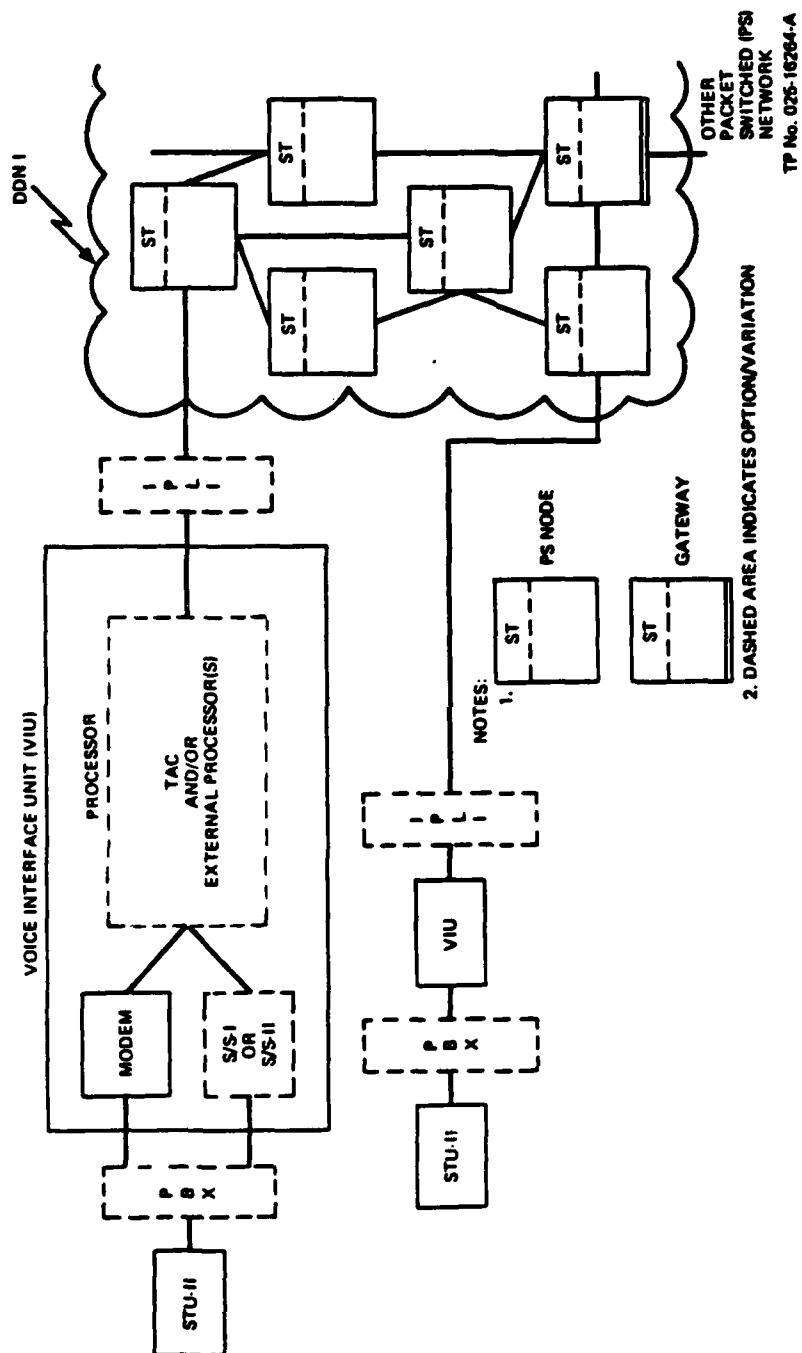 DDN I
VOICE INTERFACE UNIT (VIU)
PROCESSOR
STU-II
P
B
X
MODEM
S/S-I
OR
S/S-II
TAC
AND/OR
EXTERNAL PROCESSOR(S)
I
P
L
I
ST
ST
ST
ST
ST
ST
STU-II
P
B
X
VIU
I
P
L
I
OTHER
PACKET
SWITCHED (PS)
NETWORK
NOTES:
1.
ST
PS NODE
ST
GATEWAY
2. DASHED AREA INDICATES OPTION/VARIATION
TP No. 025-16264-A